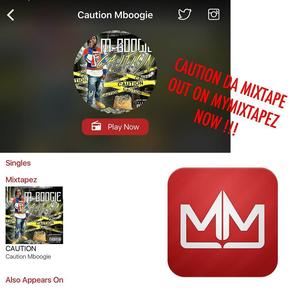 Caution Mboogie
M-BOOGIE
CAUTION
Play Now
CAUTION DA MIXTAPE
OUT ON MYMIXTAPEZ
NOW !!!
Singles
Mixtapez
M-BOOGIE
CAUTION
Caution Mboogie
Also Appears On